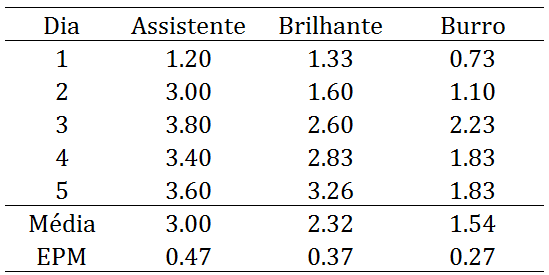 Dia Assistente Brilhante Burro
1 1.20 1.33 0.73
2 3.00 1.60 1.10
3 3.80 2.60 2.23
4 3.40 2.83 1.83
5 3.60 3.26 1.83
Média 3.00 2.32 1.54
EPM 0.47 0.37 0.27